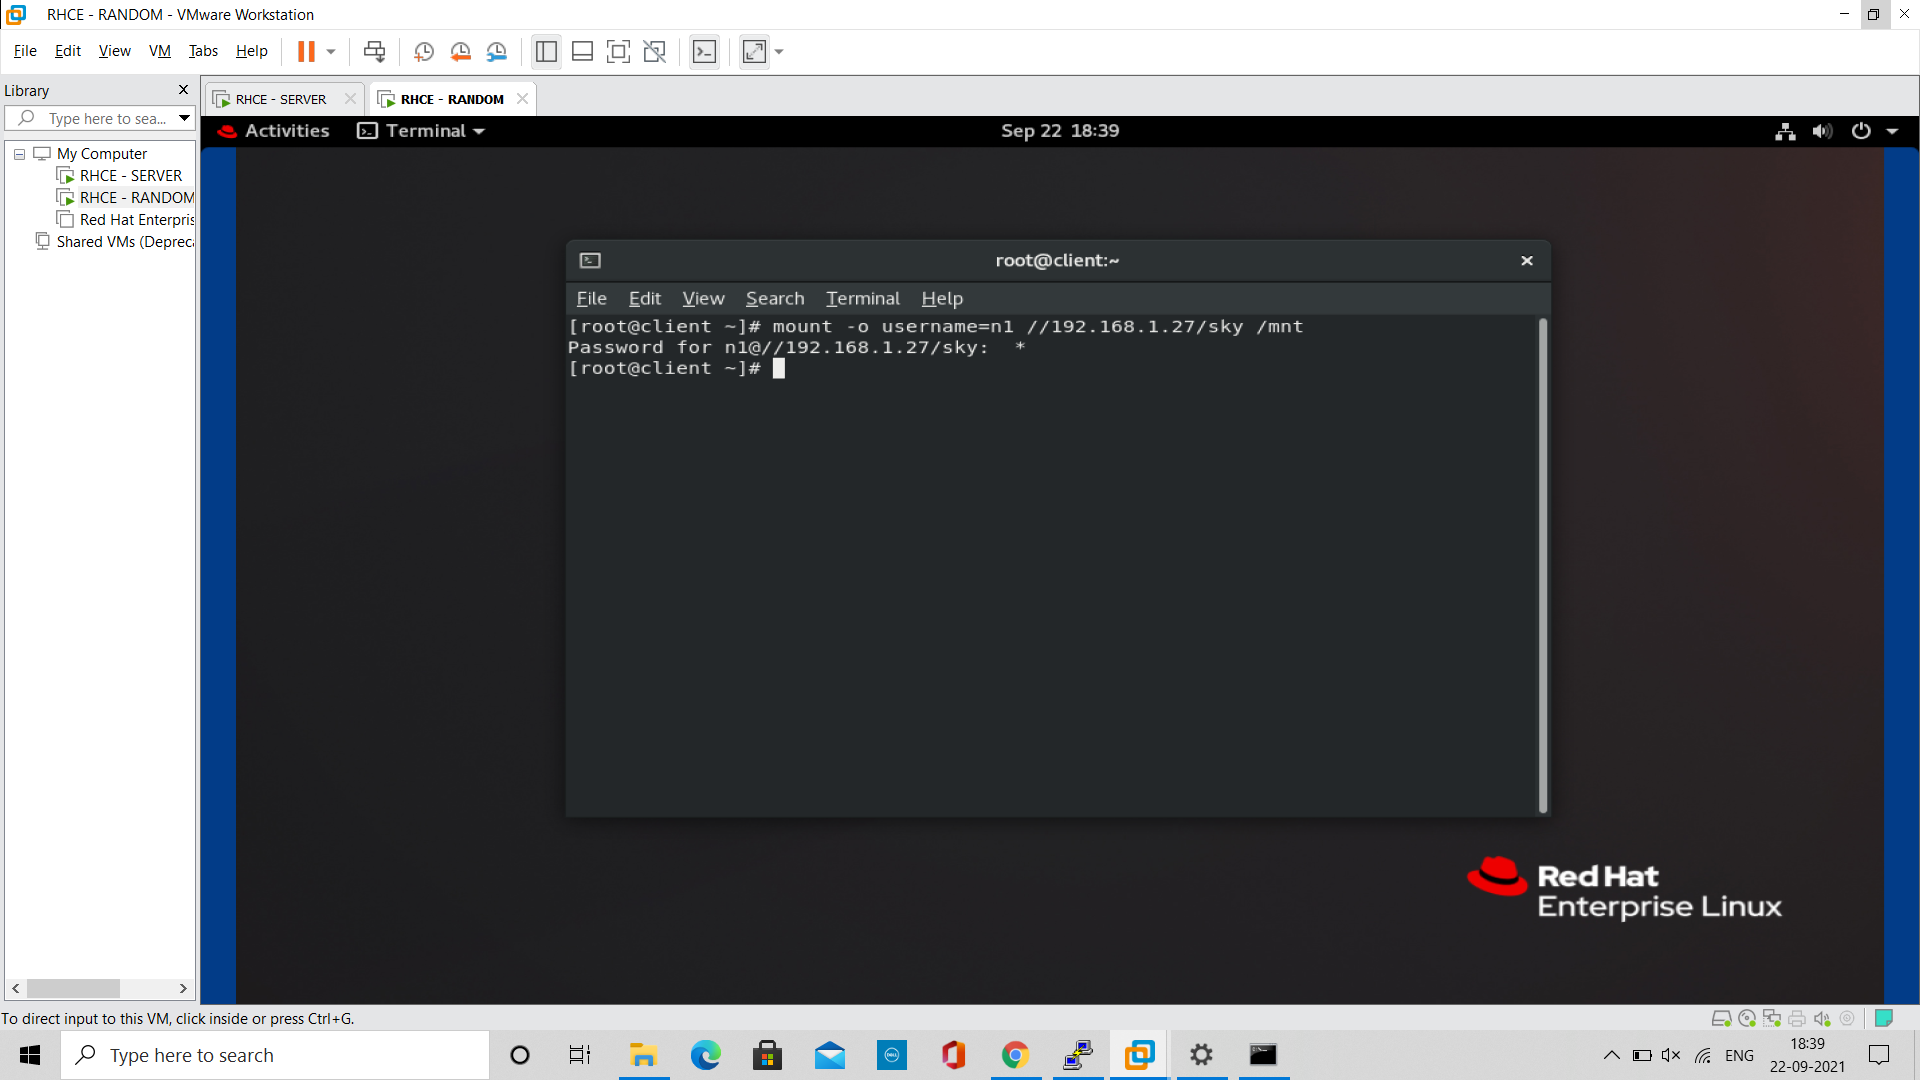 RHCE - RANDOM - VMware Workstation
File Edit View VM Tabs Help
Library
Type here to sea...
My Computer
RHCE - SERVER
RHCE - RANDOM
Red Hat Enterpris
Shared VMs (Depreca
RHCE - SERVER
RHCE - RANDOM
Activities Terminal Sep 22 18:39
root@client:~
File Edit View Search Terminal Help
[root@client ~]# mount -o username=n1 //192.168.1.27/sky /mnt
Password for n1@//192.168.1.27/sky:  *
[root@client ~]#
Red Hat
Enterprise Linux
To direct input to this VM, click inside or press Ctrl+G.
Type here to search
DELL
ENG
18:39
22-09-2021